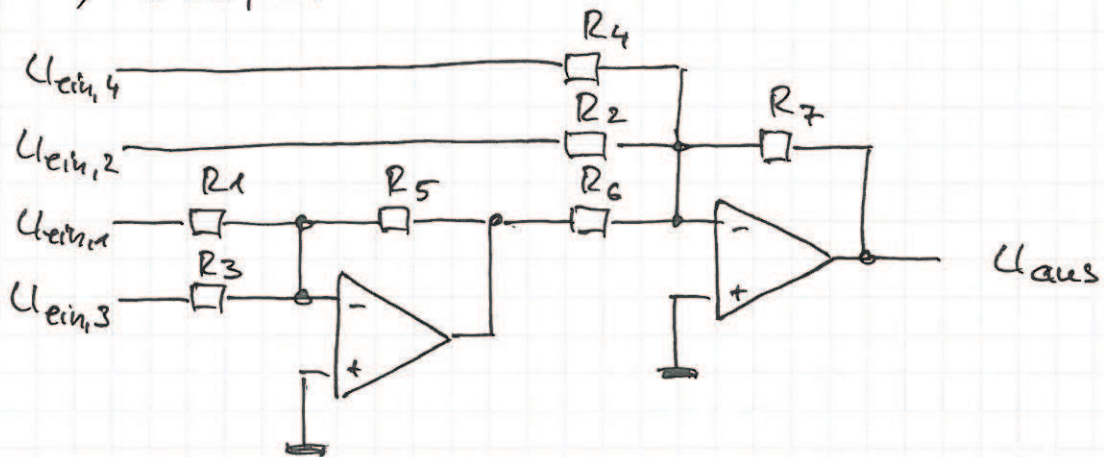 R4
Uein,4
R2
R7
Uein,2
R1
R5
R6
Uein,1
-
Uaus
R3
+
Uein,3
-
+